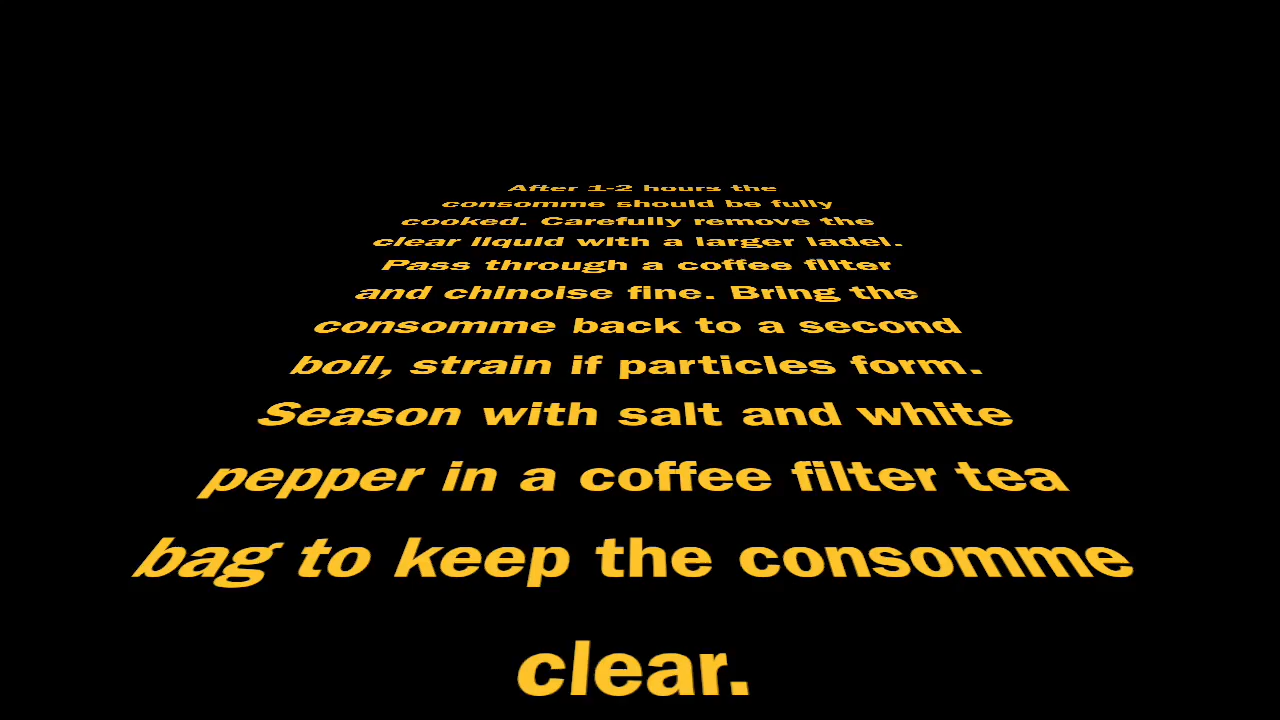 After 1-2 hours the
consomme should be fully
cooked. Carefully remove the
clear liquid with a larger ladel.
Pass through a coffee filter
and chinoise fine. Bring the
consomme back to a second
boil, strain if particles form.
Season with salt and white
pepper in a coffee filter tea
bag to keep the consomme
clear.